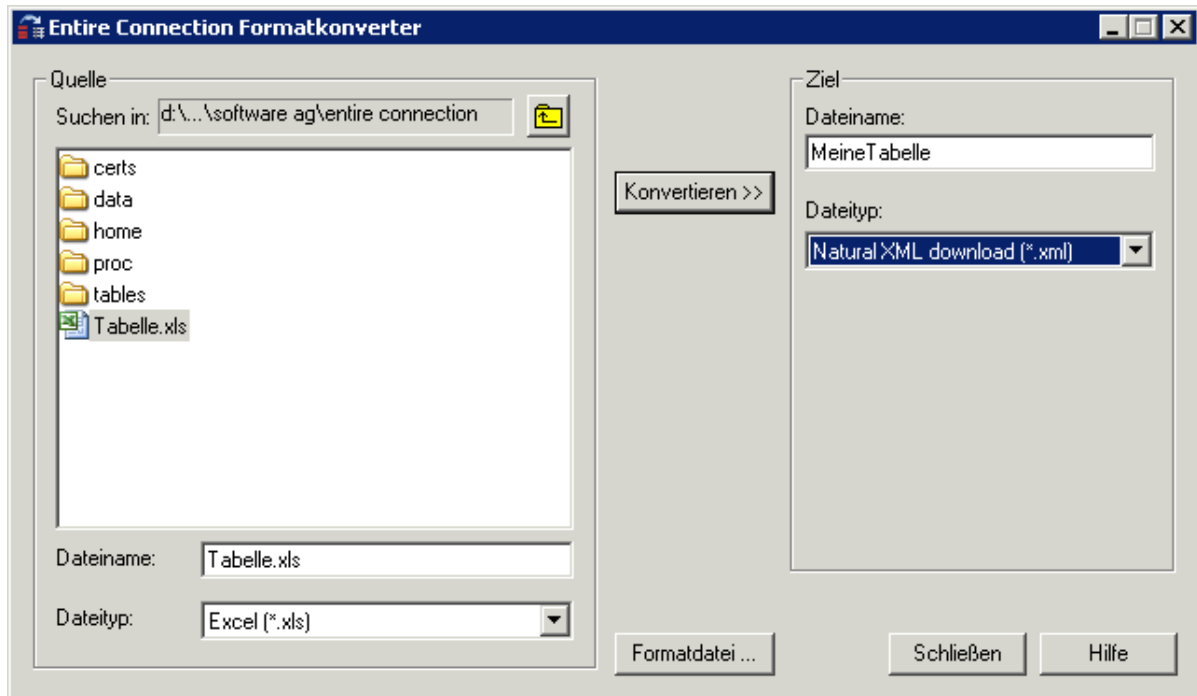 Entire Connection Formatkonverter
Quelle
Suchen in: d:\...\software ag\entire connection
certs
data
home
proc
tables
Tabelle.xls
Dateiname: Tabelle.xls
Dateityp: Excel (*.xls)
Konvertieren >>
Formatdatei ...
Ziel
Dateiname:
MeineTabelle
Dateityp:
Natural XML download (*.xml)
Schließen
Hilfe